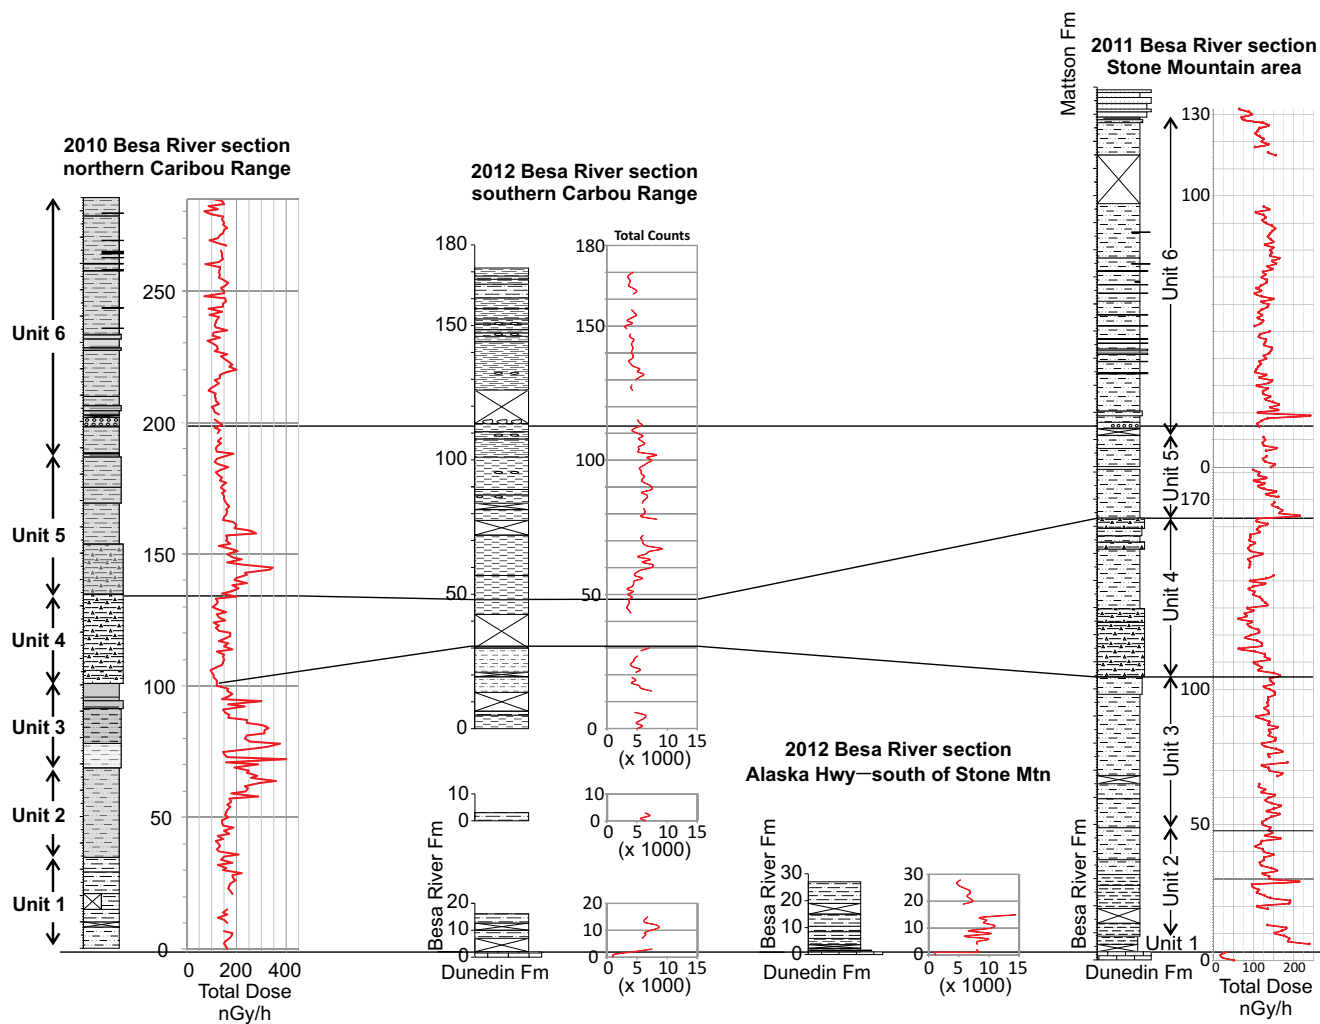 Mattson Fm
2011 Besa River section
Stone Mountain area
2010 Besa River section
northern Caribou Range
2012 Besa River section
southern Carbou Range
Unit 6
Unit 5
Unit 4
Unit 3
Unit 2
Unit 1
250
200
150
100
50
0
0 200 400
Total Dose
nGy/h
180
150
100
50
0
Total Counts
180
150
100
50
0
0 5 10 15
(x 1000)
10
0
10
0
0 5 10 15
(x 1000)
Besa River Fm
20
10
0
Dunedin Fm
20
10
0
0 5 10 15
(x 1000)
2012 Besa River section
Alaska Hwy—south of Stone Mtn
Besa River Fm
30
20
10
0
Dunedin Fm
30
20
10
0
0 5 10 15
(x 1000)
Unit 6
Unit 5
Unit 4
Unit 3
Unit 2
Unit 1
Besa River Fm
Dunedin Fm
130
100
0
170
100
50
0
0 100 200
Total Dose
nGy/h